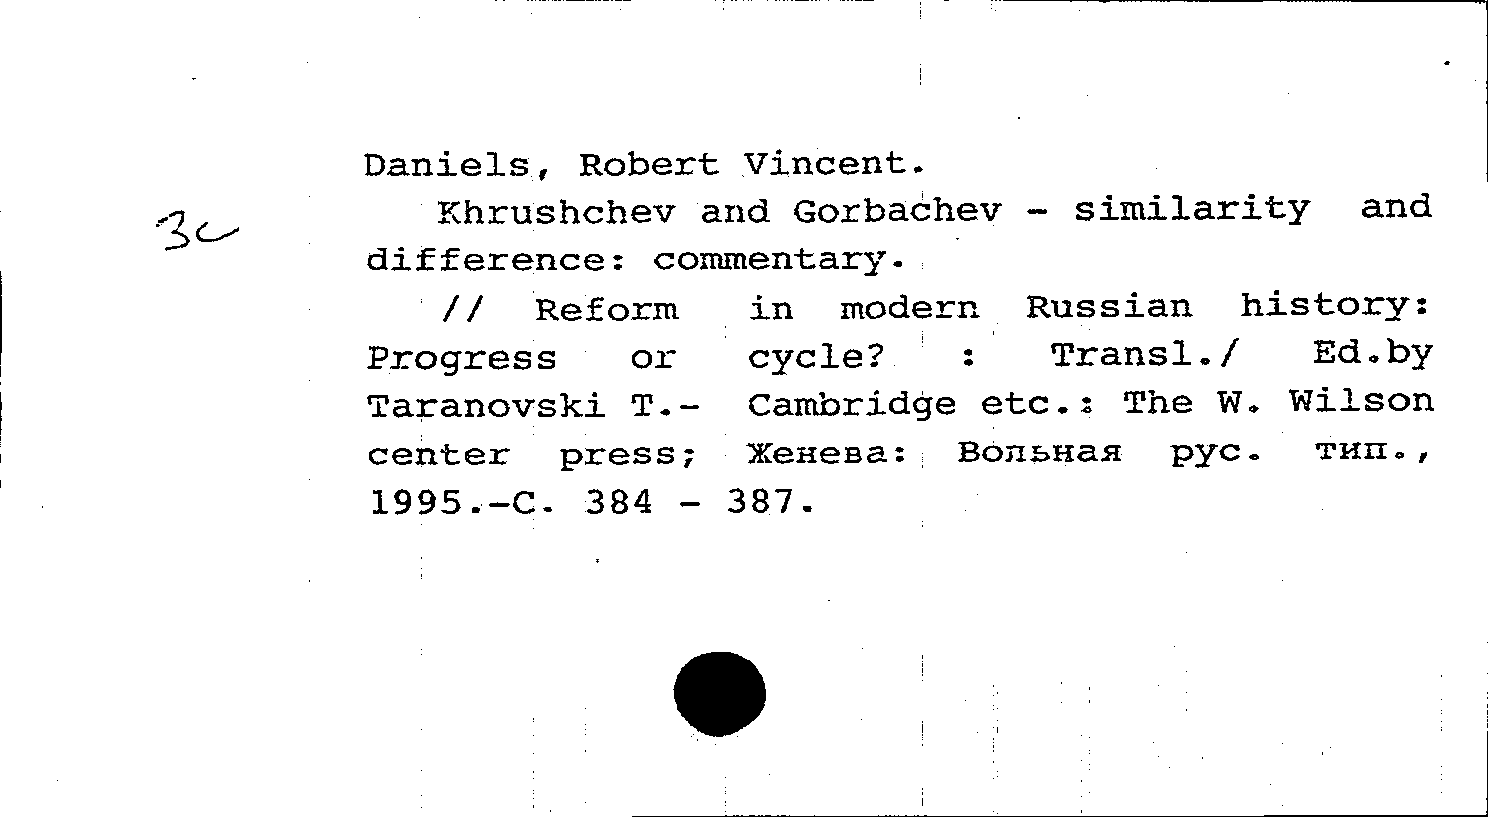 Daniels, Robert Vincent.
Khrushchev and Gorbachev - similarity and
3с
difference: commentary.
// Reform in modern Russian history:
Progress or cycle? : Transl./ Ed.by
Taranovski T.- Cambridge etc.: The W. Wilson
center press; Женева: Вольная рус. тип.,
1995.-С. 384 - 387.